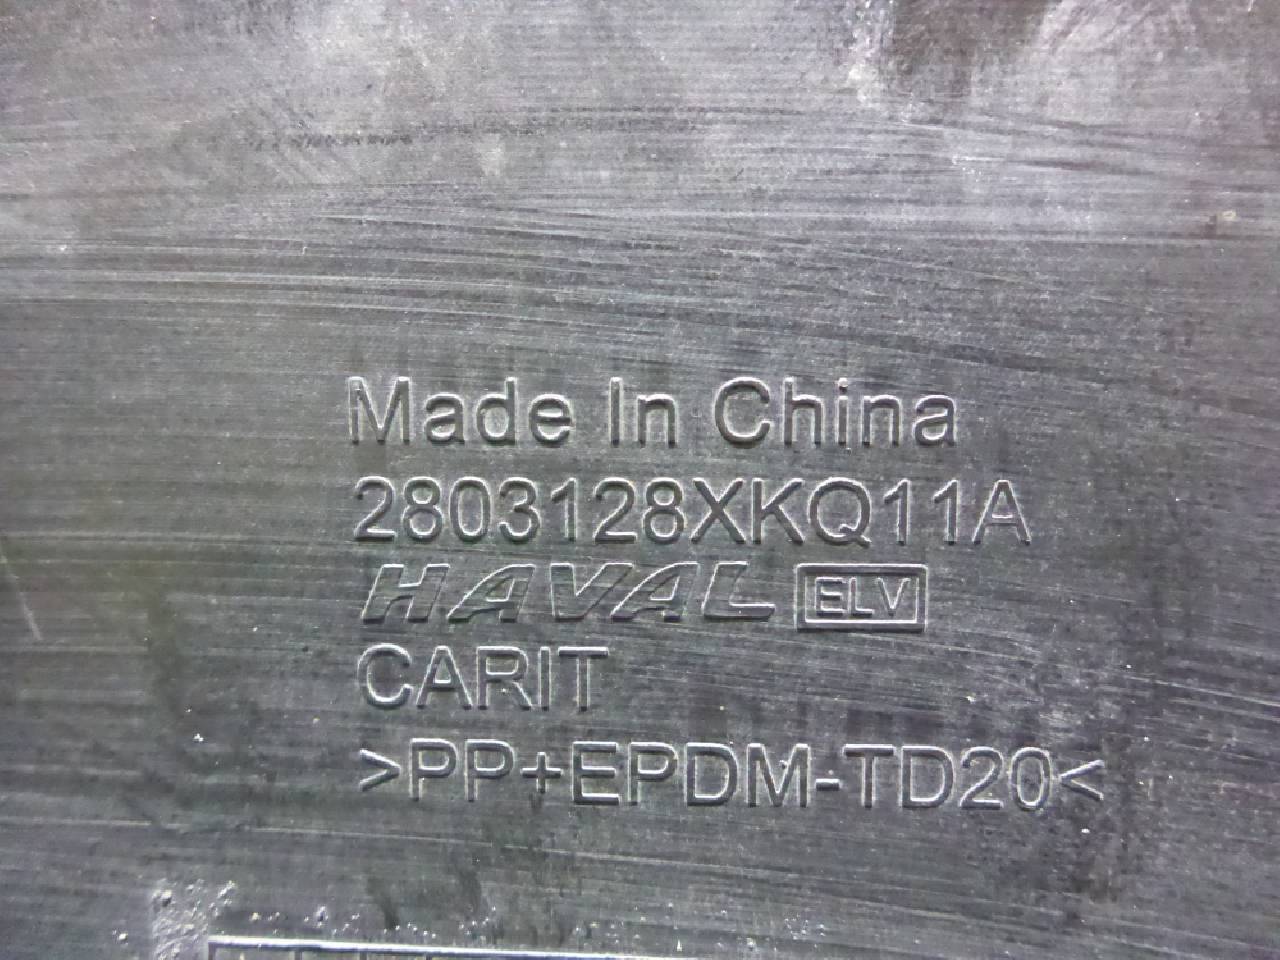 Made In China
2803128XKQ11A
HAVAL ELV
CARIT
>PP+EPDM-TD20<